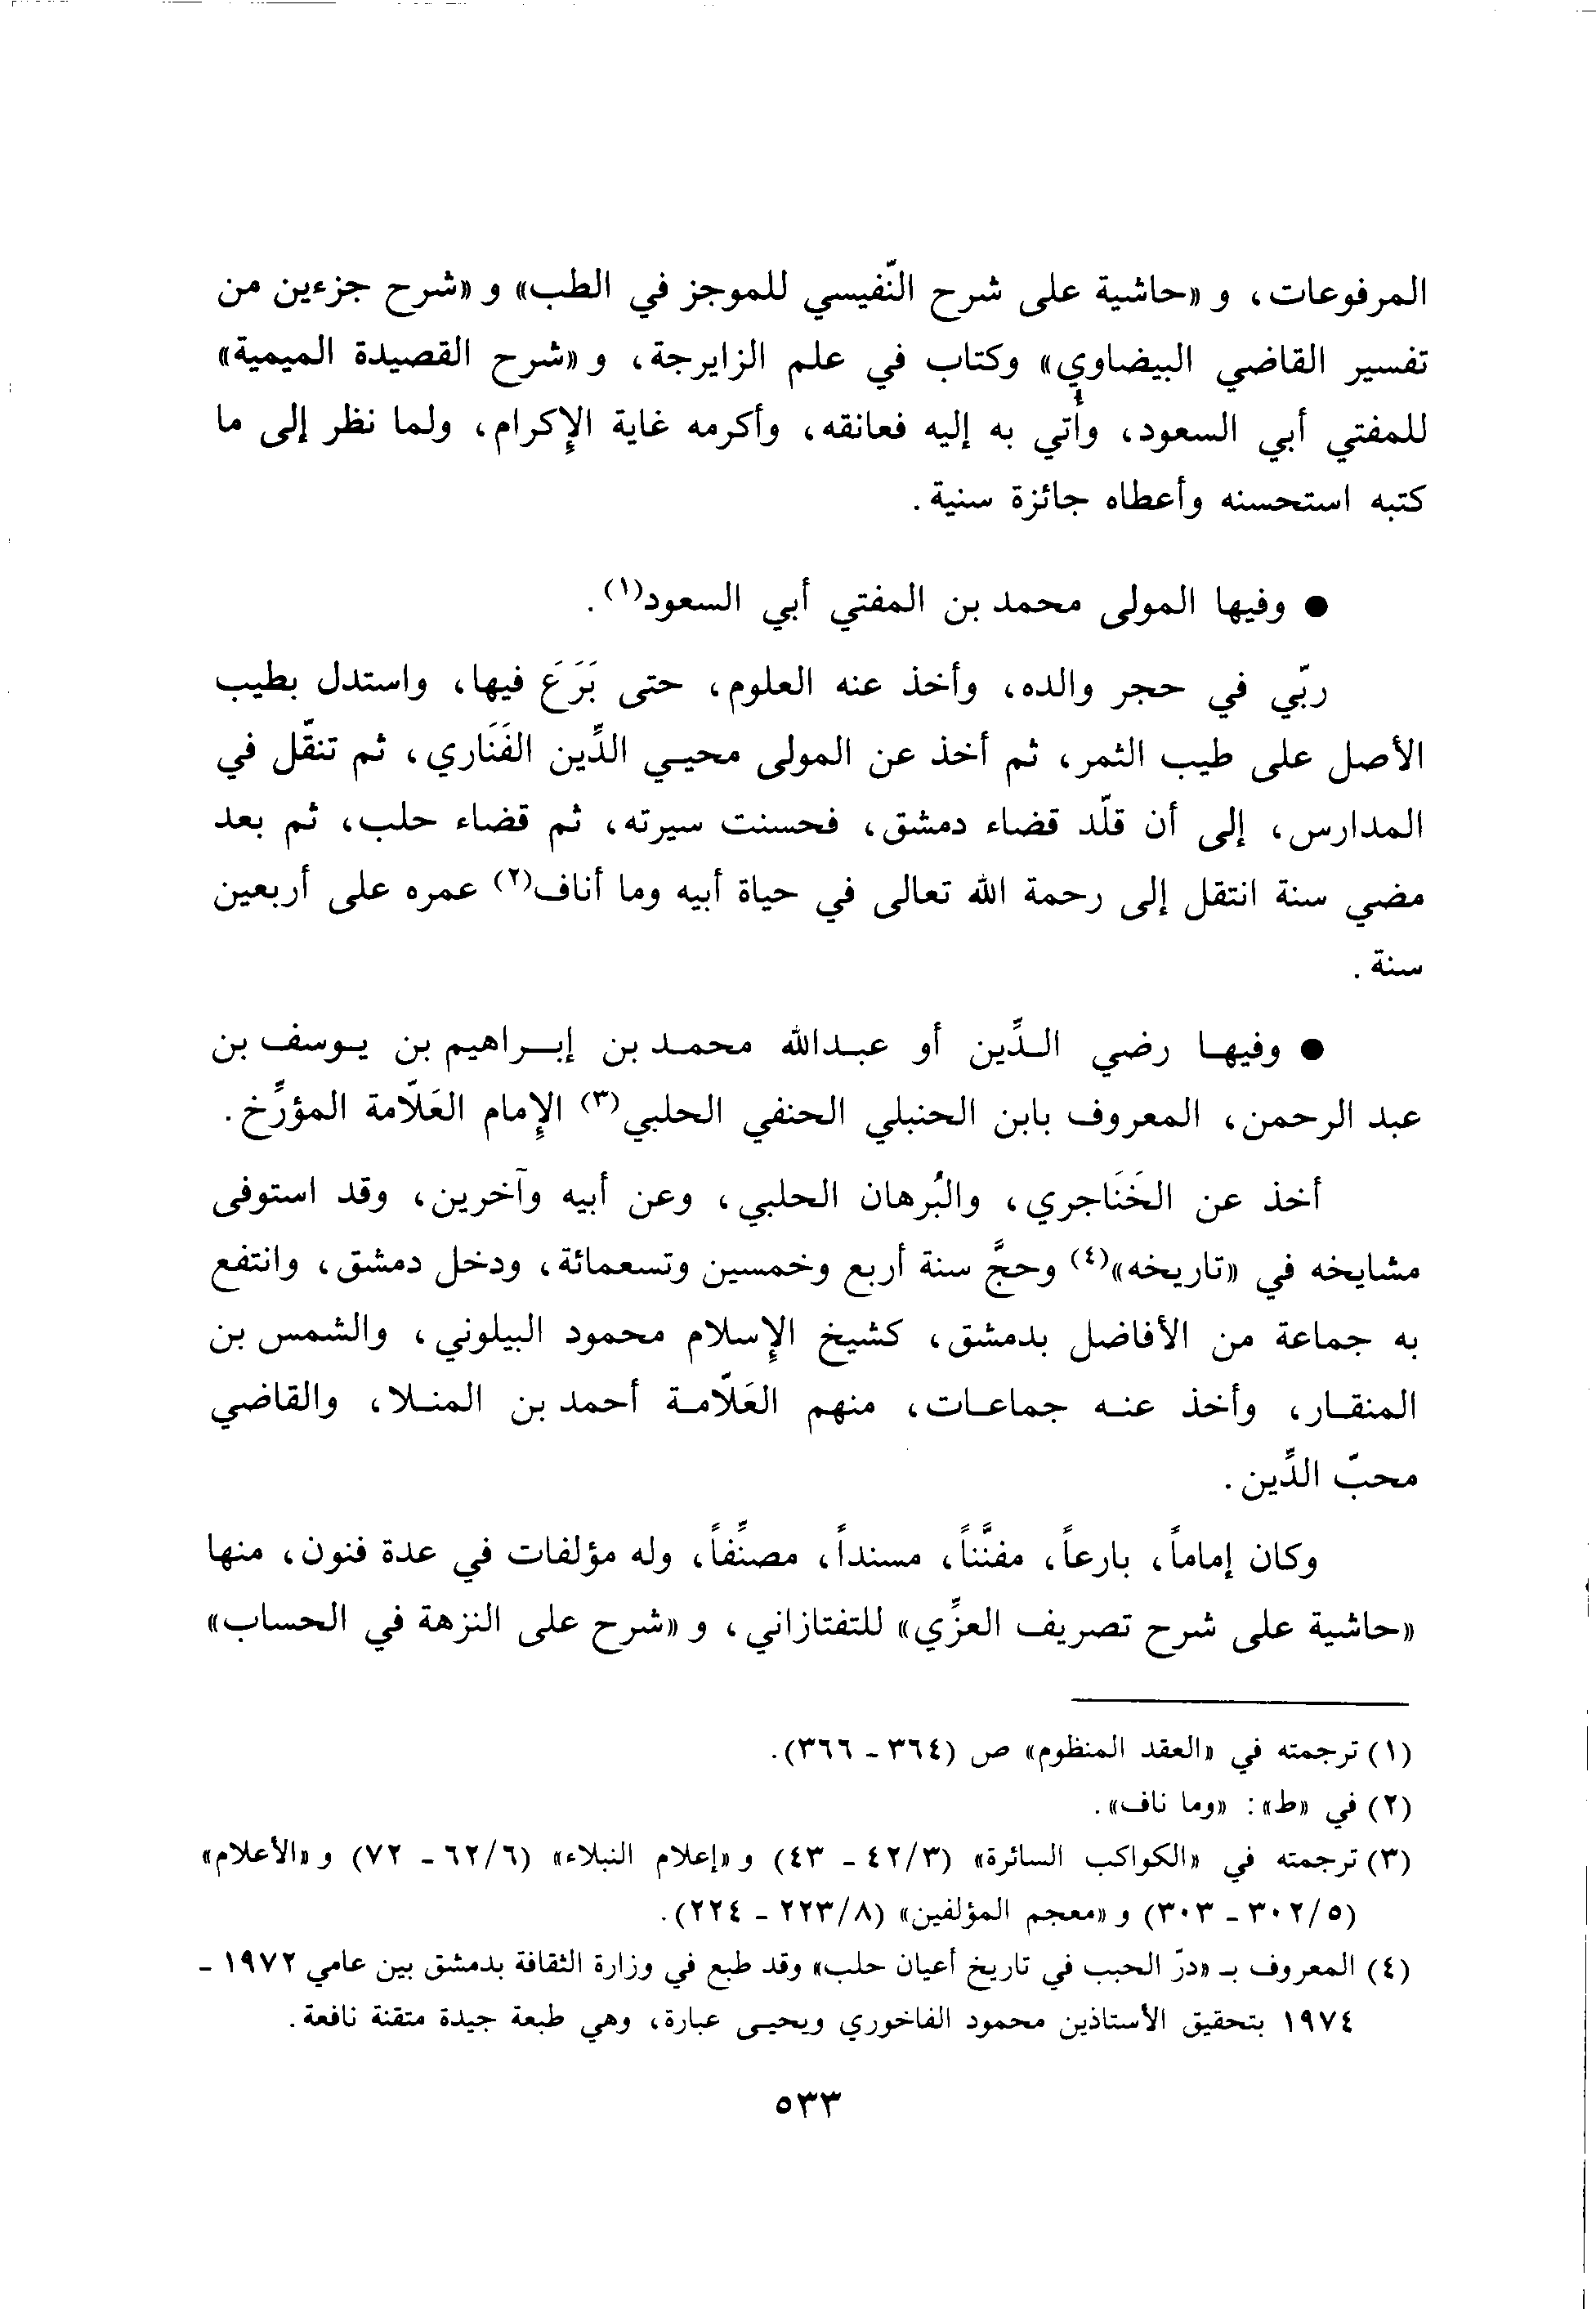 المرفوعات، و «حاشية على شرح النّفيسي للموجز في الطب» و «شرح جزءين من
تفسير القاضي البيضاوي» وكتاب في علم الزايرجة، و «شرح القصيدة الميمية»
للمفتي أبي السعود، وأُتي به إليه فعانقه، وأكرمه غاية الإكرام، ولما نظر إلى ما
كتبه استحسنه وأعطاه جائزة سنية.
● وفيها المولى محمد بن المفتي أبي السعود(١).
ربّي في حجر والده، وأخذ عنه العلوم، حتى بَرَعَ فيها، واستدل بطيب
الأصل على طيب الثمر، ثم أخذ عن المولى محيـي الدِّين الفَنَاري، ثم تنقّل في
المدارس، إلى أن قلّد قضاء دمشق، فحسنت سيرته، ثم قضاء حلب، ثم بعد
مضي سنة انتقل إلى رحمة الله تعالى في حياة أبيه وما أناف(٢) عمره على أربعين
سنة.
● وفيهـا رضي الـدِّين أو عبـدالله محمـد بن إبـراهيم بن يـوسف بن
عبد الرحمن، المعروف بابن الحنبلي الحنفي الحلبي(٣) الإمام العَلّامة المؤرِّخ.
أخذ عن الخَنَاجري، والبُرهان الحلبي، وعن أبيه وآخرين، وقد استوفى
مشايخه في «تاريخه»(٤) وحجَّ سنة أربع وخمسين وتسعمائة، ودخل دمشق، وانتفع
به جماعة من الأفاضل بدمشق، كشيخ الإسلام محمود البيلوني، والشمس بن
المنقـار، وأخذ عنـه جماعـات، منهم العَلّامـة أحمد بن المنـلا، والقاضي
محبّ الدِّين.
وكان إماماً، بارعاً، مفنَّناً، مسنداً، مصنِّفاً، وله مؤلفات في عدة فنون، منها
«حاشية على شرح تصريف العزِّي» للتفتازاني، و «شرح على النزهة في الحساب»
(١) ترجمته في «العقد المنظوم» ص (٣٦٤ - ٣٦٦).
(٢) في «ط»: «وما ناف».
(٣) ترجمته في «الكواكب السائرة» (٤٢/٣ - ٤٣) و «إعلام النبلاء» (٦٢/٦ - ٧٢) و «الأعلام»
(٣٠٢/٥ - ٣٠٣) و «معجم المؤلفين» (٢٢٣/٨ - ٢٢٤).
(٤) المعروف بـ «درّ الحبب في تاريخ أعيان حلب» وقد طبع في وزارة الثقافة بدمشق بين عامي ١٩٧٢ -
١٩٧٤ بتحقيق الأستاذين محمود الفاخوري ويحيـى عبارة، وهي طبعة جيدة متقنة نافعة.
٥٣٣